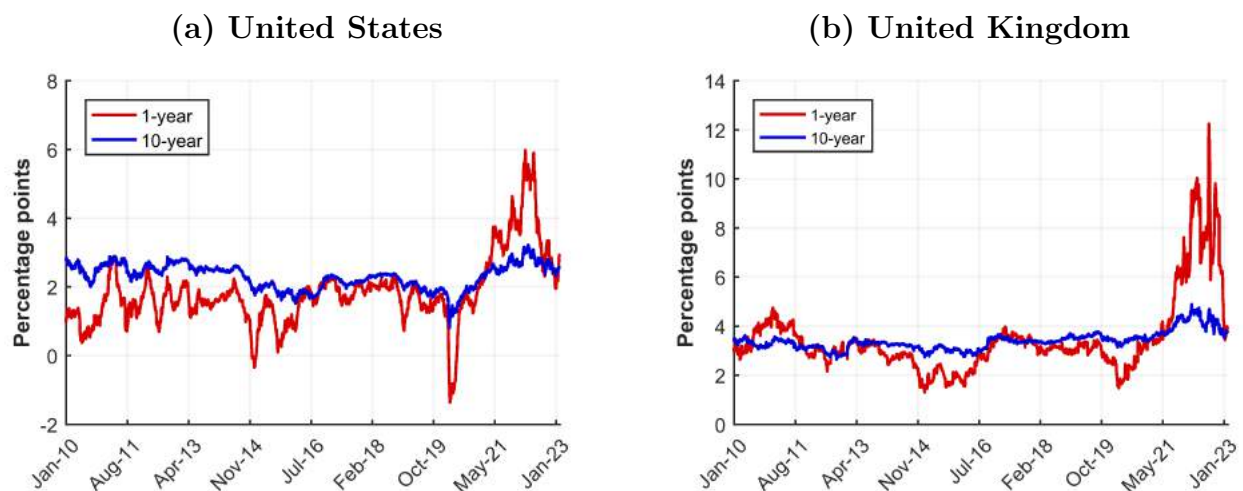 (a) United States
8
6
4
2
0
-2
Percentage points
1-year
10-year
Jan-10
Aug-11
Apr-13
Nov-14
Jul-16
Feb-18
Oct-19
May-21
Jan-23
(b) United Kingdom
14
12
10
8
6
4
2
0
Percentage points
1-year
10-year
Jan-10
Aug-11
Apr-13
Nov-14
Jul-16
Feb-18
Oct-19
May-21
Jan-23